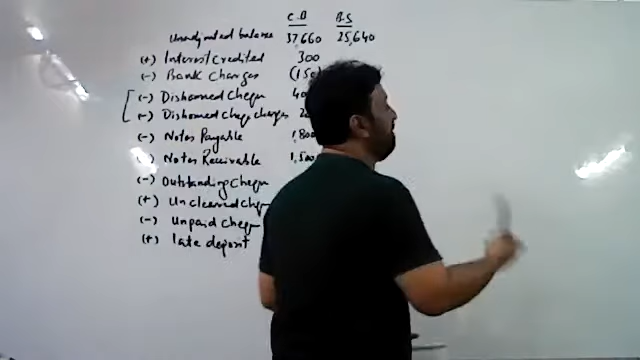 C.B B.S
Unadjusted balance 37,660 25,640
(+) Interest credited 300
(-) Bank Charges (150)
(-) Dishonored Cheque
(-) Dishonored Cheque charges
(-) Notes Payable 1,800
Notes Receivable 1,500
(-) Outstanding Cheque
(+) Uncleared Cheque
(-) Unpaid Cheque
(+) late deposit